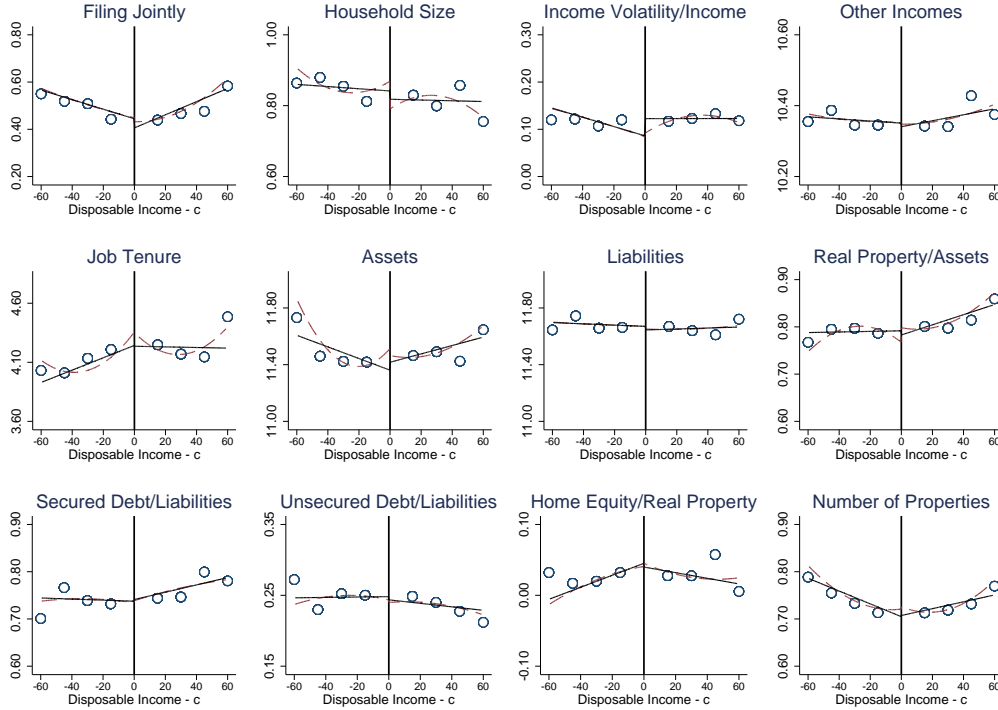 Filing Jointly
0.80
0.60
0.40
0.20
-60 -40 -20 0 20 40 60
Disposable Income - c
Household Size
1.00
0.80
0.60
-60 -40 -20 0 20 40 60
Disposable Income - c
Income Volatility/Income
0.30
0.20
0.10
0.00
-60 -40 -20 0 20 40 60
Disposable Income - c
Other Incomes
10.60
10.40
10.20
-60 -40 -20 0 20 40 60
Disposable Income - c
Job Tenure
4.60
4.10
3.60
-60 -40 -20 0 20 40 60
Disposable Income - c
Assets
11.80
11.40
11.00
-60 -40 -20 0 20 40 60
Disposable Income - c
Liabilities
11.80
11.40
11.00
-60 -40 -20 0 20 40 60
Disposable Income - c
Real Property/Assets
0.90
0.80
0.70
0.60
-60 -40 -20 0 20 40 60
Disposable Income - c
Secured Debt/Liabilities
0.90
0.80
0.70
0.60
-60 -40 -20 0 20 40 60
Disposable Income - c
Unsecured Debt/Liabilities
0.35
0.25
0.15
-60 -40 -20 0 20 40 60
Disposable Income - c
Home Equity/Real Property
0.10
0.00
-0.10
-60 -40 -20 0 20 40 60
Disposable Income - c
Number of Properties
0.90
0.80
0.70
0.60
-60 -40 -20 0 20 40 60
Disposable Income - c